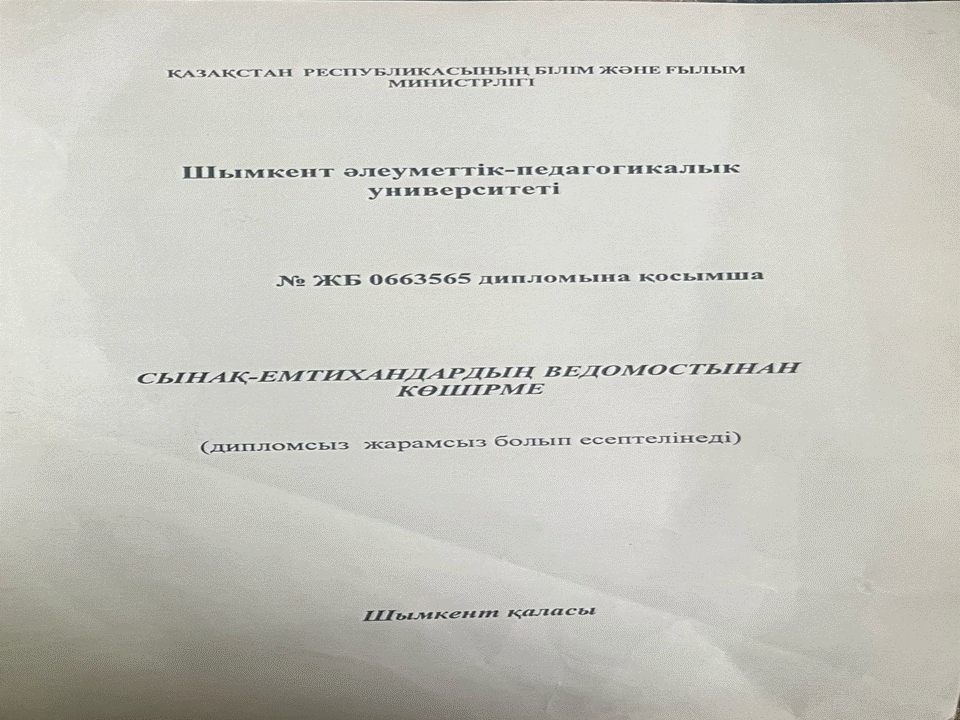 ҚАЗАҚСТАН РЕСПУБЛИКАСЫНЫҢ БІЛІМ ЖӘНЕ ҒЫЛЫМ
МИНИСТРЛІГІ
Шымкент әлеуметтік-педагогикалык
университеті
№ ЖБ 0663565 дипломына қосымша
СЫНАҚ-ЕМТИХАНДАРДЫҢ ВЕДОМОСТЫНАН
КӨШІРМЕ
(дипломсыз жарамсыз болып есептелінеді)
Шымкент қаласы